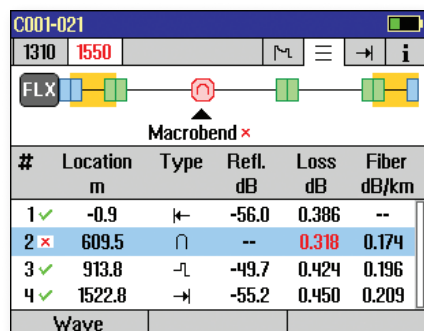 C001-021
1310 1550 i
FLX
Macrobend ×
# Location Type Refl. Loss Fiber
m dB dB dB/km
1 ✓ -0.9 -56.0 0.386 --
2 × 609.5 -- 0.318 0.174
3 ✓ 913.8 -49.7 0.424 0.196
4 ✓ 1522.8 -55.2 0.450 0.209
Wave